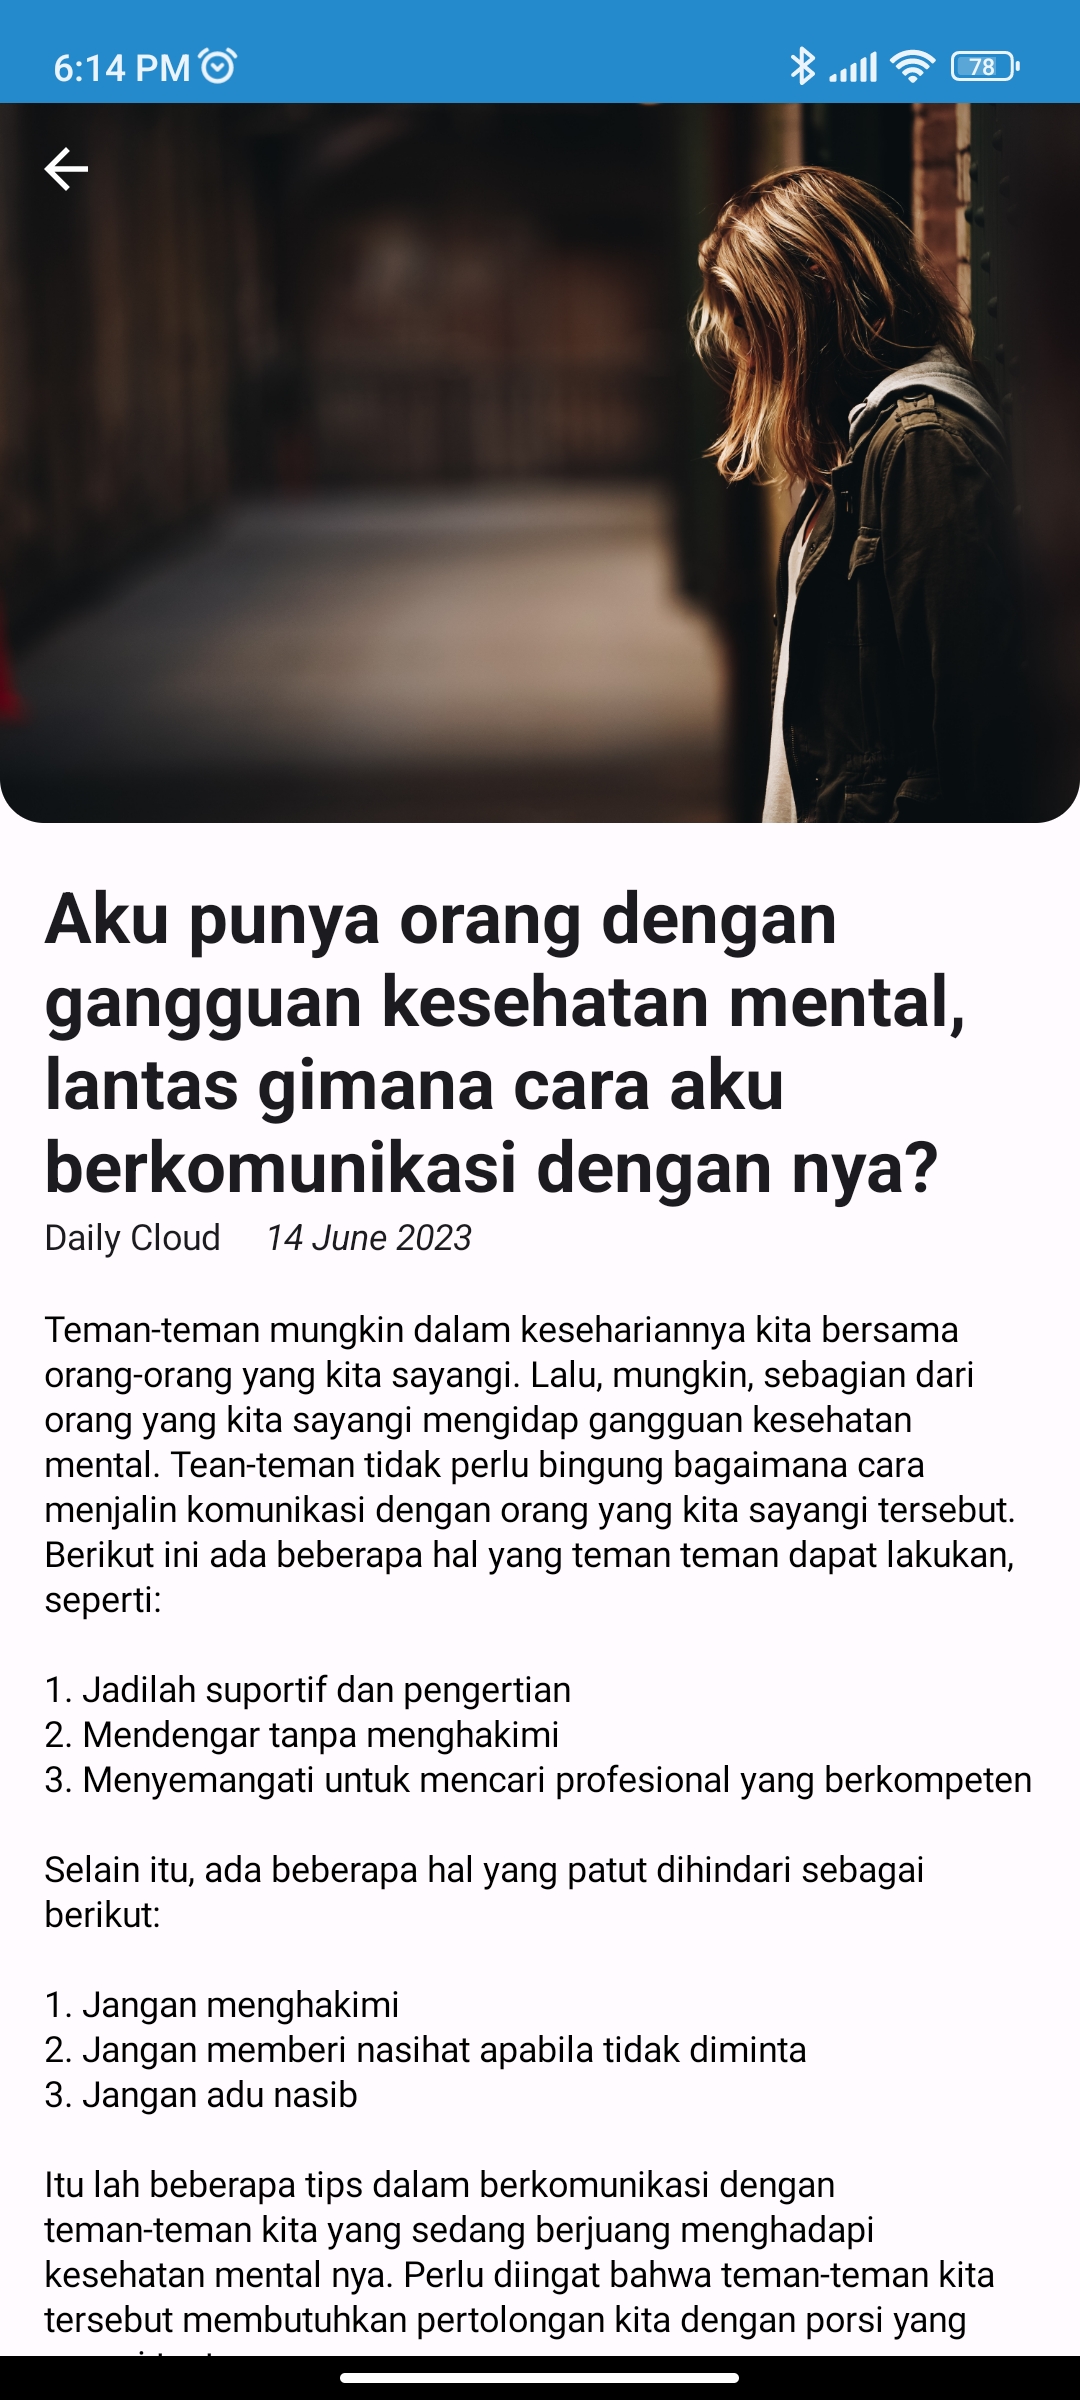 6:14 PM
78
Aku punya orang dengan
gangguan kesehatan mental,
lantas gimana cara aku
berkomunikasi dengan nya?
Daily Cloud 14 June 2023
Teman-teman mungkin dalam kesehariannya kita bersama
orang-orang yang kita sayangi. Lalu, mungkin, sebagian dari
orang yang kita sayangi mengidap gangguan kesehatan
mental. Tean-teman tidak perlu bingung bagaimana cara
menjalin komunikasi dengan orang yang kita sayangi tersebut.
Berikut ini ada beberapa hal yang teman teman dapat lakukan,
seperti:
1. Jadilah suportif dan pengertian
2. Mendengar tanpa menghakimi
3. Menyemangati untuk mencari profesional yang berkompeten
Selain itu, ada beberapa hal yang patut dihindari sebagai
berikut:
1. Jangan menghakimi
2. Jangan memberi nasihat apabila tidak diminta
3. Jangan adu nasib
Itu lah beberapa tips dalam berkomunikasi dengan
teman-teman kita yang sedang berjuang menghadapi
kesehatan mental nya. Perlu diingat bahwa teman-teman kita
tersebut membutuhkan pertolongan kita dengan porsi yang